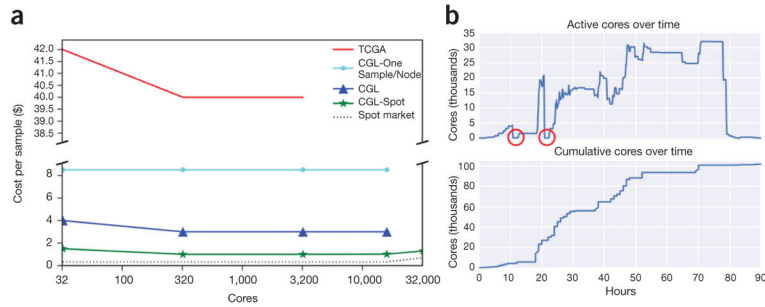 a
Cost per sample ($)
42.0
41.5
41.0
40.5
40.0
39.5
39.0
38.5
8
6
4
2
0
32
100
320
1,000
3,200
10,000
32,000
Cores
TCGA
CGL-One
Sample/Node
CGL
CGL-Spot
Spot market
b
Active cores over time
Cores (thousands)
35
30
25
20
15
10
5
0
Cumulative cores over time
Cores (thousands)
100
80
60
40
20
0
0 10 20 30 40 50 60 70 80 90
Hours